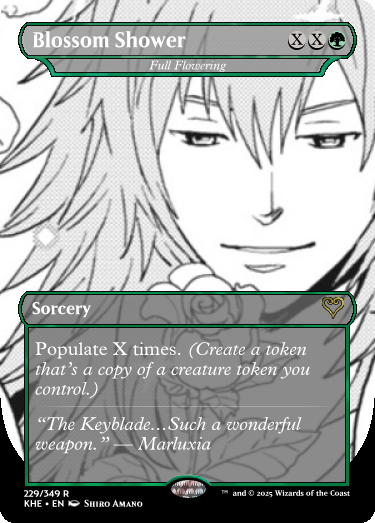 Blossom Shower XX
Full Flowering
Sorcery
Populate X times. (Create a token
that's a copy of a creature token you
control.)
“The Keyblade...Such a wonderful
weapon.” — Marluxia
229/349 R
KHE • EN Shiro Amano
™ and © 2025 Wizards of the Coast